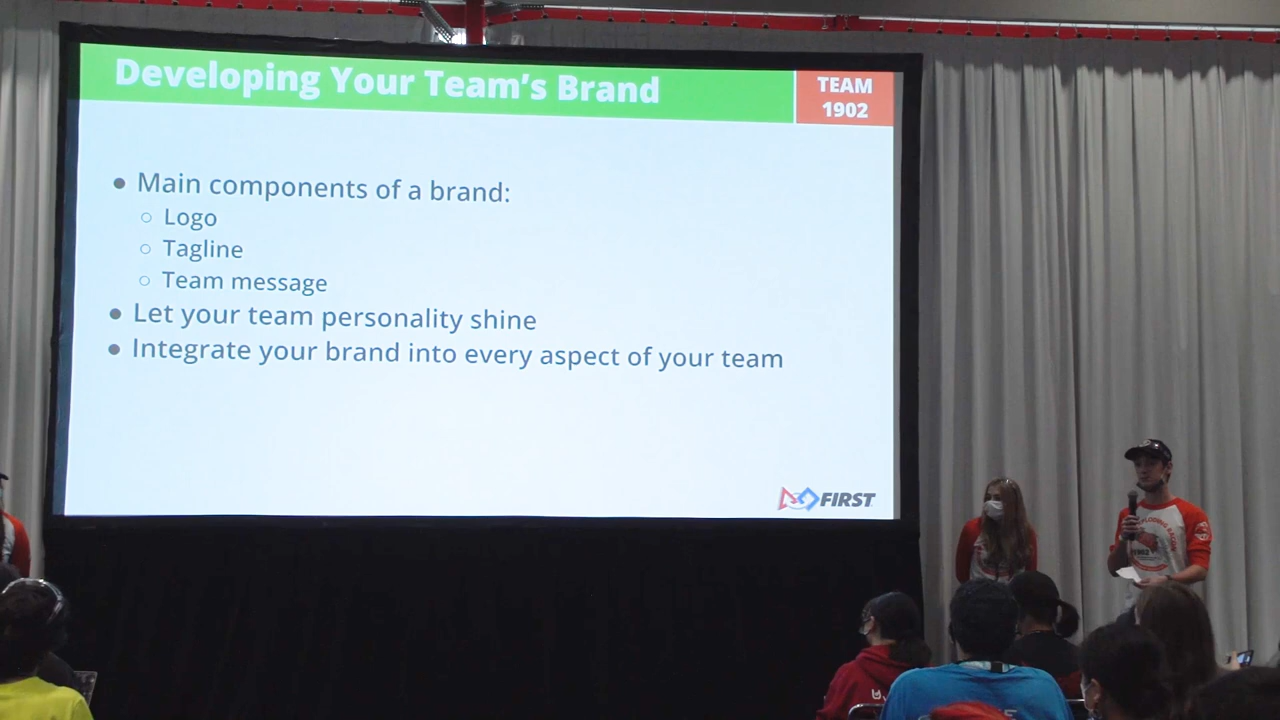 Developing Your Team's Brand
TEAM
1902
● Main components of a brand:
○ Logo
○ Tagline
○ Team message
● Let your team personality shine
● Integrate your brand into every aspect of your team
FIRST
1902